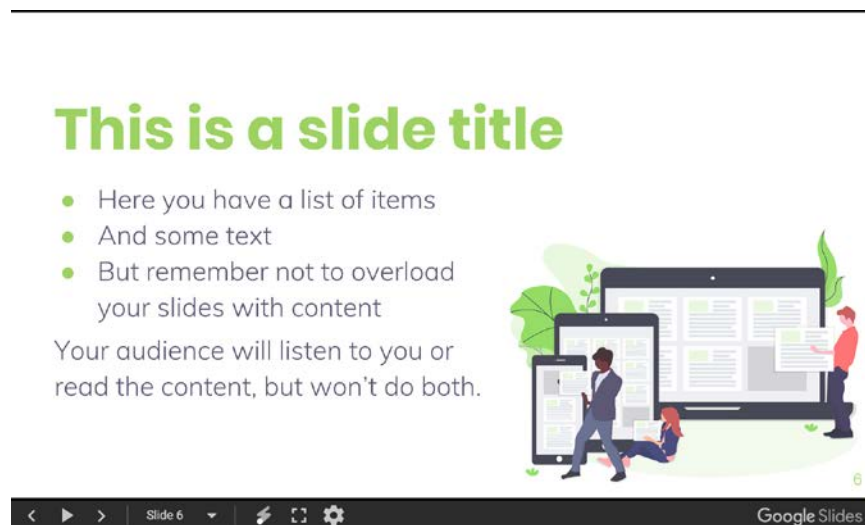 This is a slide title
● Here you have a list of items
● And some text
● But remember not to overload
your slides with content
Your audience will listen to you or
read the content, but won't do both.
6
Slide 6
Google Slides